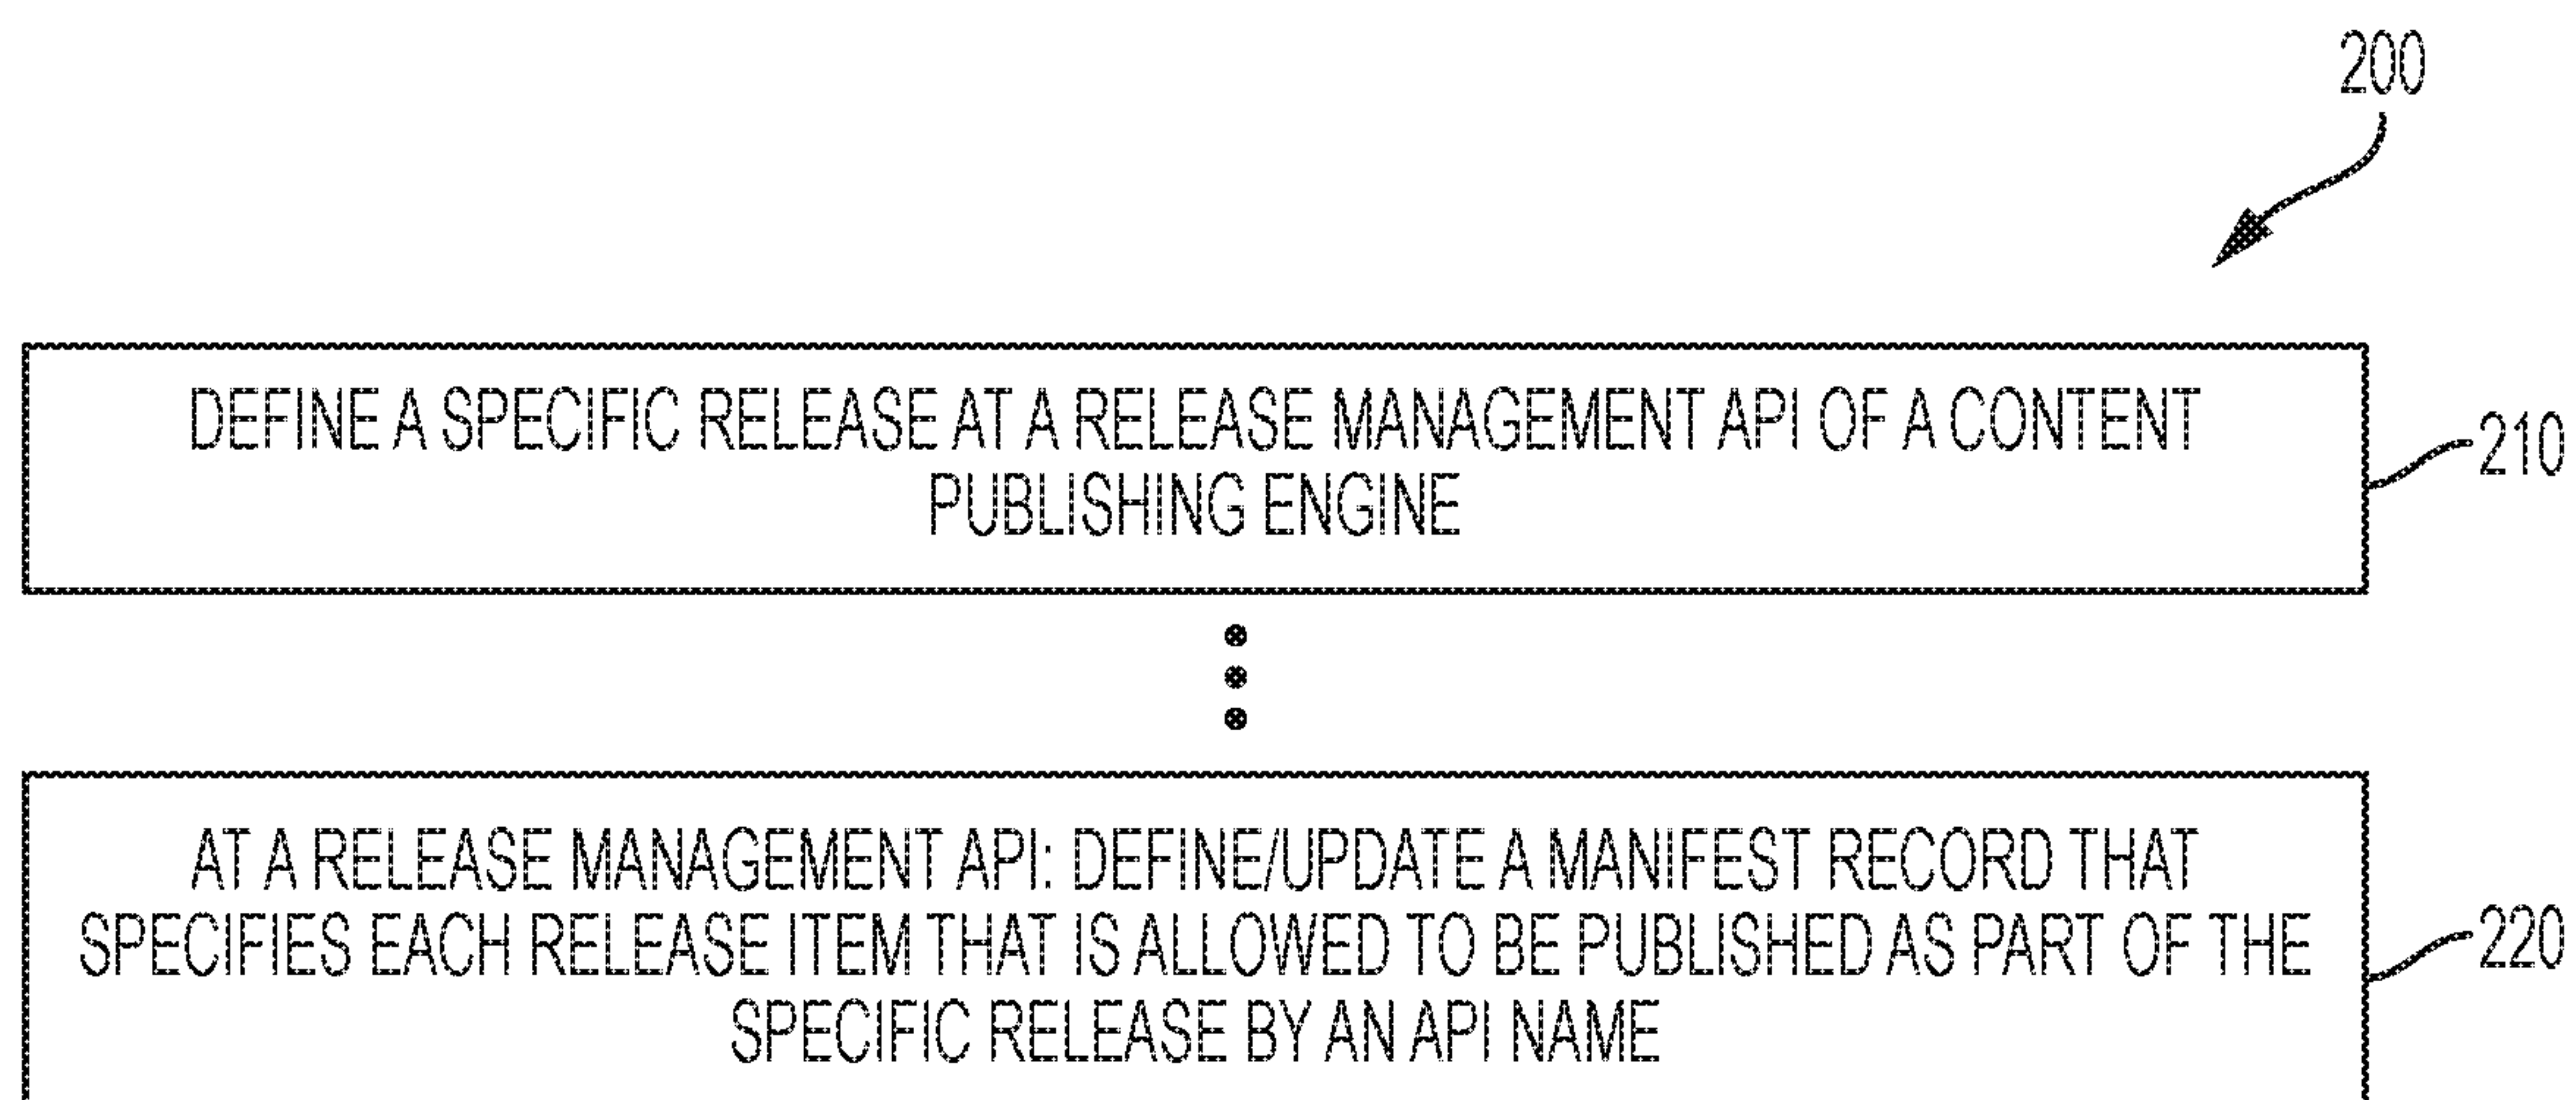 200
DEFINE A SPECIFIC RELEASE AT A RELEASE MANAGEMENT API OF A CONTENT
PUBLISHING ENGINE
210
AT A RELEASE MANAGEMENT API: DEFINE/UPDATE A MANIFEST RECORD THAT
SPECIFIES EACH RELEASE ITEM THAT IS ALLOWED TO BE PUBLISHED AS PART OF THE
SPECIFIC RELEASE BY AN API NAME
220